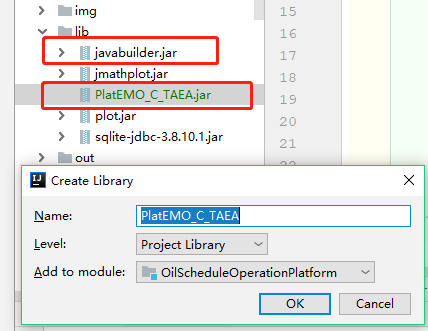 img
15
lib
16
javabuilder.jar
17
jmathplot.jar
18
PlatEMO_C_TAEA.jar
19
plot.jar
20
sqlite-jdbc-3.8.10.1.jar
21
out
22
Create Library
Name:
PlatEMO_C_TAEA
Level:
Project Library
Add to module:
OilScheduleOperationPlatform
OK
Cancel